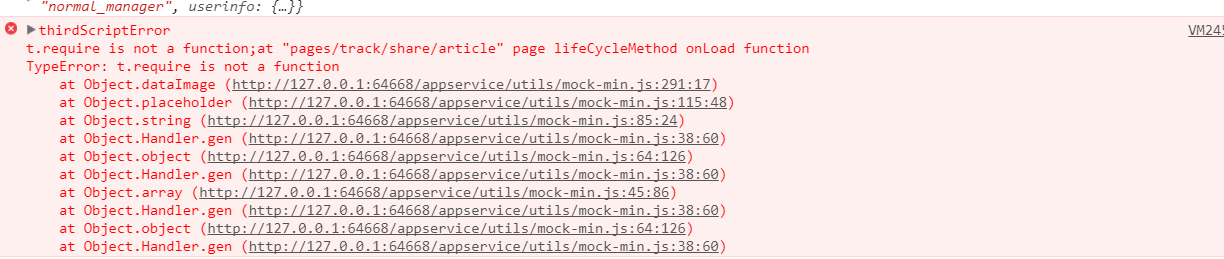 "normal_manager", userinfo: {…}}
thirdScriptError
VM245
t.require is not a function;at "pages/track/share/article" page lifeCycleMethod onLoad function
TypeError: t.require is not a function
at Object.dataImage (http://127.0.0.1:64668/appservice/utils/mock-min.js:291:17)
at Object.placeholder (http://127.0.0.1:64668/appservice/utils/mock-min.js:115:48)
at Object.string (http://127.0.0.1:64668/appservice/utils/mock-min.js:85:24)
at Object.Handler.gen (http://127.0.0.1:64668/appservice/utils/mock-min.js:38:60)
at Object.object (http://127.0.0.1:64668/appservice/utils/mock-min.js:64:126)
at Object.Handler.gen (http://127.0.0.1:64668/appservice/utils/mock-min.js:38:60)
at Object.array (http://127.0.0.1:64668/appservice/utils/mock-min.js:45:86)
at Object.Handler.gen (http://127.0.0.1:64668/appservice/utils/mock-min.js:38:60)
at Object.object (http://127.0.0.1:64668/appservice/utils/mock-min.js:64:126)
at Object.Handler.gen (http://127.0.0.1:64668/appservice/utils/mock-min.js:38:60)